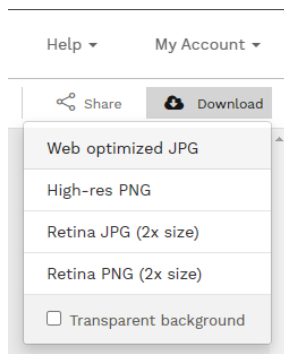 Help My Account
Share Download
Web optimized JPG
High-res PNG
Retina JPG (2x size)
Retina PNG (2x size)
Transparent background